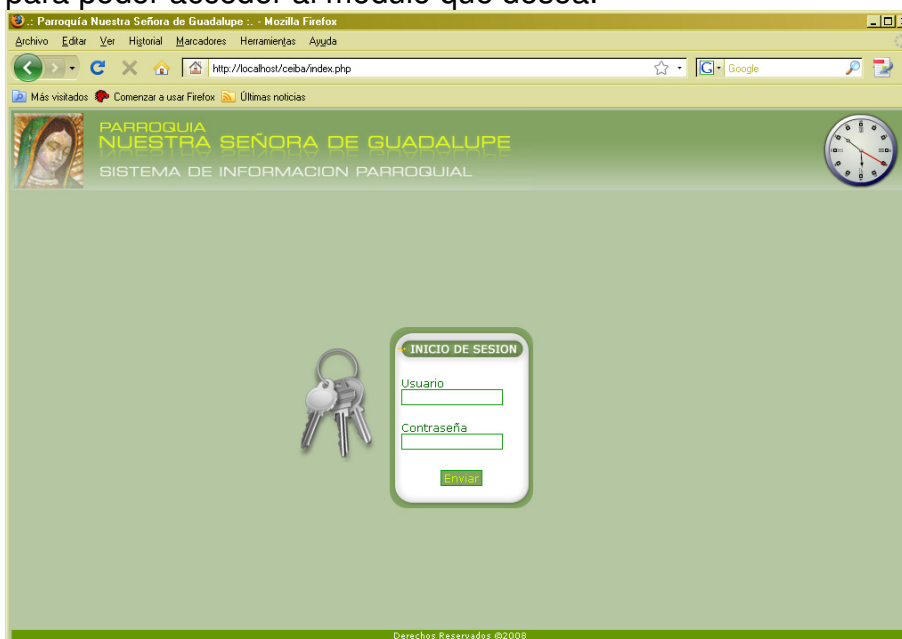 para poder acceder al módulo que desea.
.: Parroquía Nuestra Señora de Guadalupe :. - Mozilla Firefox
Archivo Editar Ver Historial Marcadores Herramientas Ayuda
http://localhost/ceiba/index.php
Google
Más visitados Comenzar a usar Firefox Últimas noticias
PARROQUIA
NUESTRA SEÑORA DE GUADALUPE
SISTEMA DE INFORMACION PARROQUIAL
INICIO DE SESION
Usuario
Contraseña
Enviar
Derechos Reservados ©2008